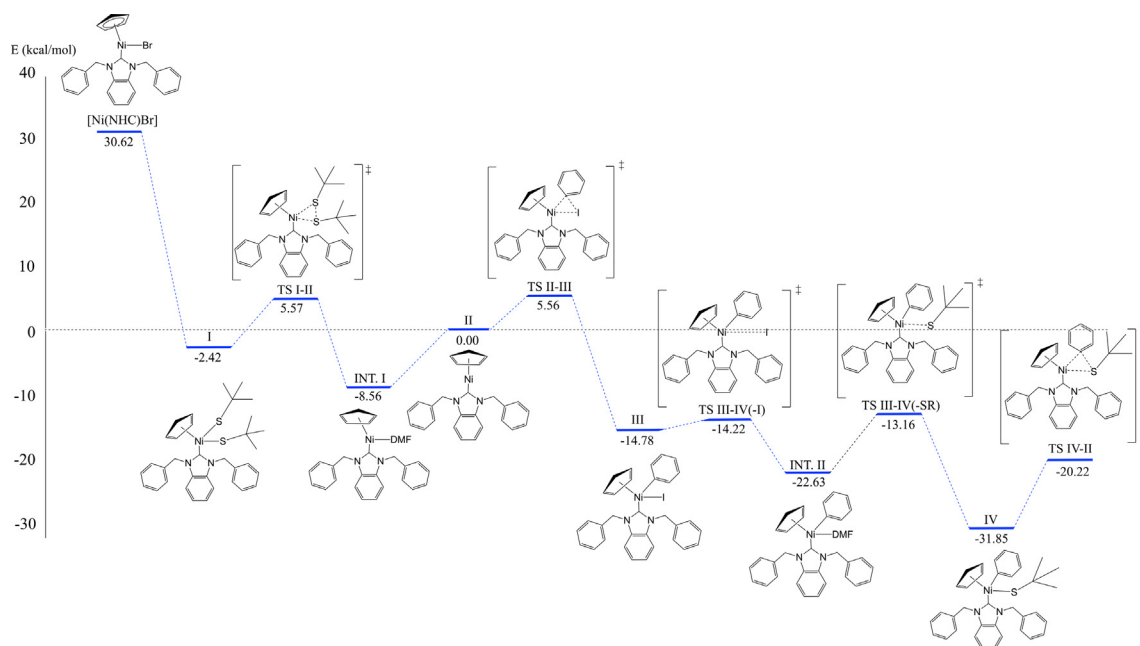 E (kcal/mol)
40
30
20
10
0
-10
-20
-30
Ni
Br
N
N
[Ni(NHC)Br]
30.62
I
-2.42
S
S
Ni
N
N
‡
S
S
Ni
N
N
TS I-II
5.57
INT. I
-8.56
Ni
DMF
N
N
II
0.00
Ni
N
N
‡
Ni
I
N
N
TS II-III
5.56
III
-14.78
Ni
I
N
N
‡
Ni
I
N
N
TS III-IV(-I)
-14.22
INT. II
-22.63
Ni
DMF
N
N
‡
Ni
S
N
N
TS III-IV(-SR)
-13.16
IV
-31.85
Ni
S
N
N
‡
Ni
S
N
N
TS IV-II
-20.22